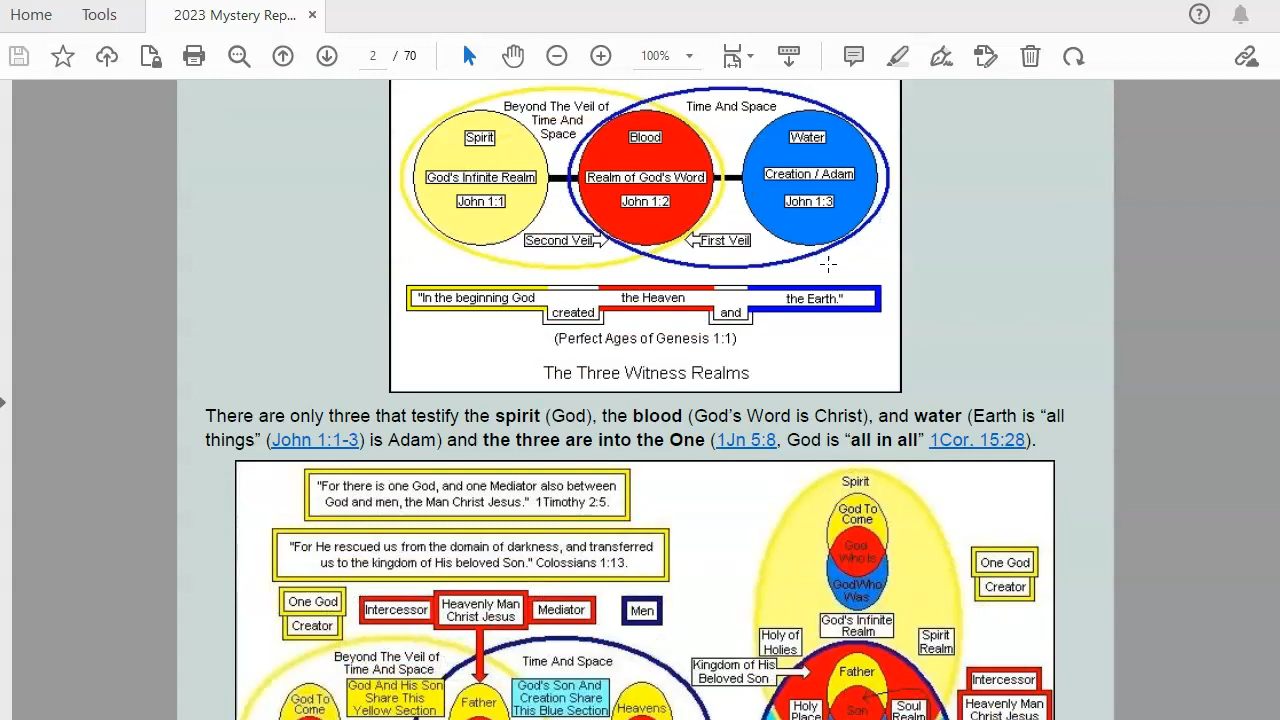 Home
Tools
2023 Mystery Rep...
×
2 / 70
100%
Beyond The Veil of
Time And
Space
Time And Space
Spirit
Blood
Water
God's Infinite Realm
Realm of God's Word
Creation / Adam
John 1:1
John 1:2
John 1:3
Second Veil
First Veil
"In the beginning God
created
the Heaven
and
the Earth."
(Perfect Ages of Genesis 1:1)
The Three Witness Realms
There are only three that testify the spirit (God), the blood (God's Word is Christ), and water (Earth is “all
things” (John 1:1-3) is Adam) and the three are into the One (1Jn 5:8, God is “all in all” 1Cor. 15:28).
"For there is one God, and one Mediator also between
God and men, the Man Christ Jesus." 1Timothy 2:5.
"For He rescued us from the domain of darkness, and transferred
us to the kingdom of His beloved Son." Colossians 1:13.
One God
Creator
Intercessor
Heavenly Man
Christ Jesus
Mediator
Men
Beyond The Veil of
Time And Space
Time And Space
God To
Come
God And His Son
Share This
Yellow Section
Father
God's Son And
Creation Share
This Blue Section
Heavens
Spirit
God To
Come
God
Who Is
God Who
Was
God's Infinite
Realm
One God
Creator
Holy of
Holies
Spirit
Realm
Kingdom of His
Beloved Son
Father
Son
Holy
Place
Soul
Realm
Intercessor
Heavenly Man
Christ Jesus